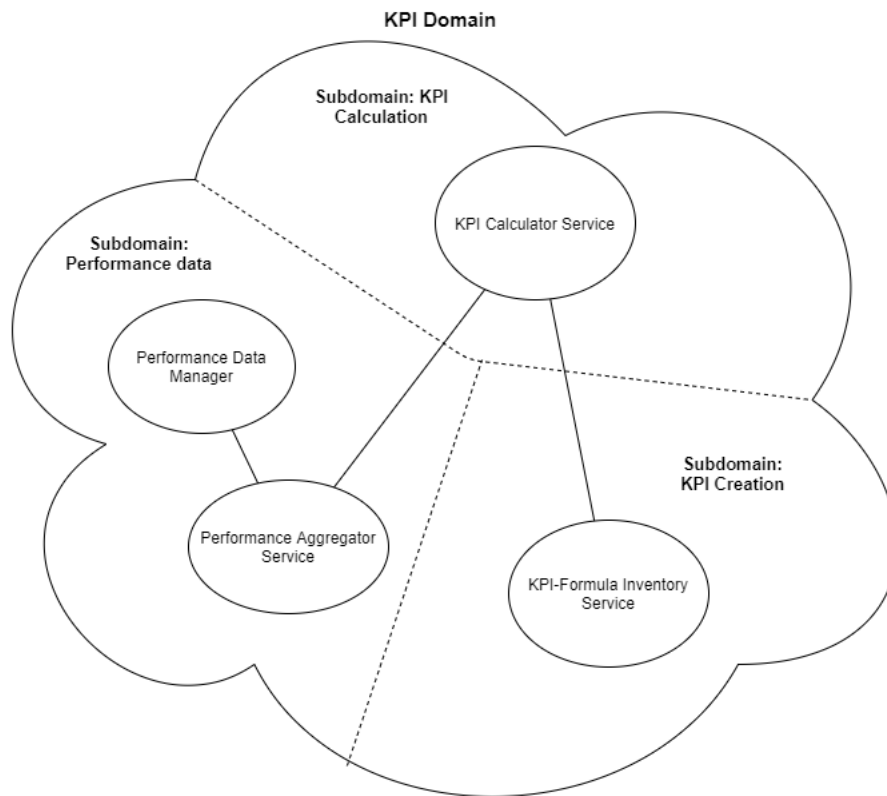 KPI Domain
Subdomain: KPI
Calculation
KPI Calculator Service
Subdomain:
Performance data
Performance Data
Manager
Subdomain:
KPI Creation
Performance Aggregator
Service
KPI-Formula Inventory
Service